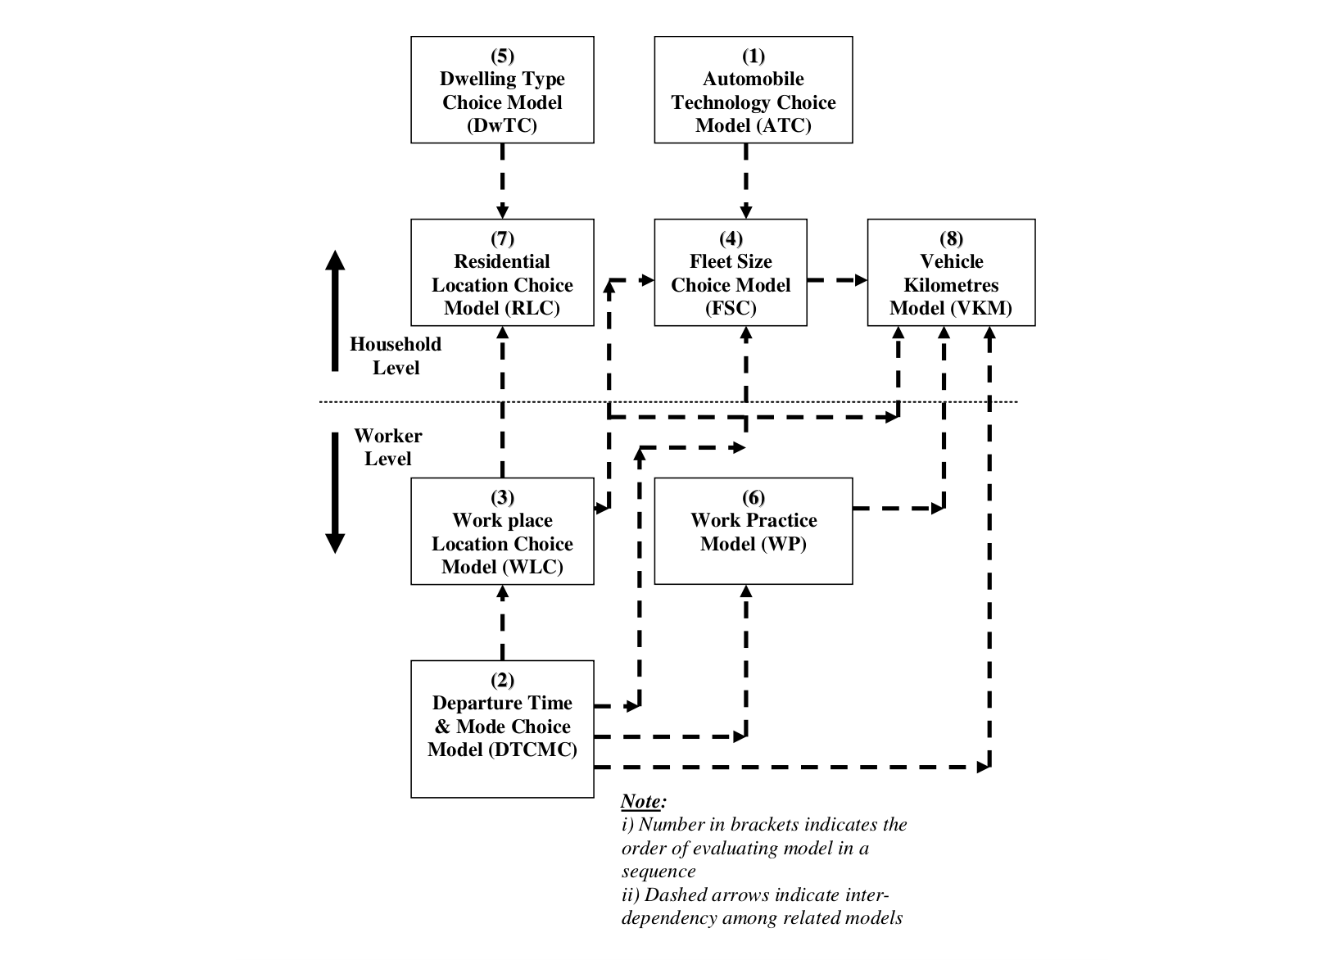 (5)
Dwelling Type
Choice Model
(DwTC)
(1)
Automobile
Technology Choice
Model (ATC)
(7)
Residential
Location Choice
Model (RLC)
(4)
Fleet Size
Choice Model
(FSC)
(8)
Vehicle
Kilometres
Model (VKM)
Household
Level
Worker
Level
(3)
Work place
Location Choice
Model (WLC)
(6)
Work Practice
Model (WP)
(2)
Departure Time
& Mode Choice
Model (DTCMC)
Note:
i) Number in brackets indicates the
order of evaluating model in a
sequence
ii) Dashed arrows indicate inter-
dependency among related models